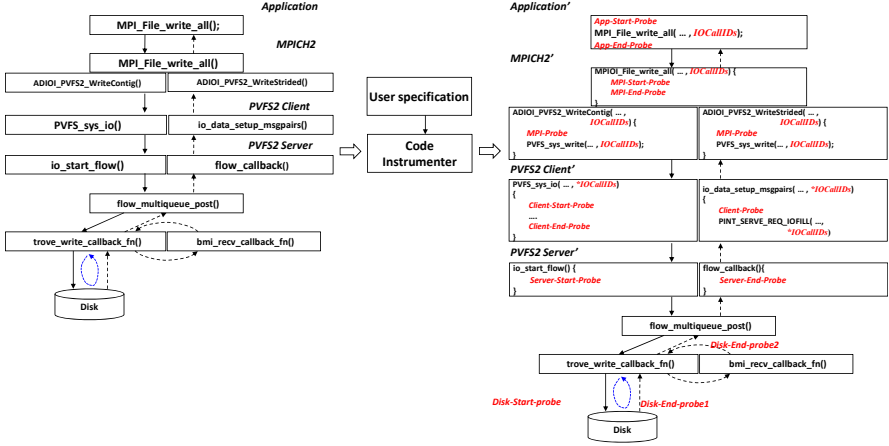 Application
MPI_File_write_all();
MPICH2
MPI_File_write_all()
ADIOI_PVFS2_WriteContig()
ADIOI_PVFS2_WriteStrided()
PVFS2 Client
PVFS_sys_io()
io_data_setup_msgpairs()
PVFS2 Server
io_start_flow()
flow_callback()
flow_multiqueue_post()
trove_write_callback_fn()
bmi_recv_callback_fn()
Disk
User specification
Code
Instrumenter
Application’
App-Start-Probe
MPI_File_write_all( … , IOCallIDs);
App-End-Probe
MPICH2’
MPIOI_File_write_all( … , IOCallIDs) {
MPI-Start-Probe
MPI-End-Probe
}
ADIOI_PVFS2_WriteContig( … ,
IOCallIDs) {
MPI-Probe
PVFS_sys_write(… , IOCallIDs);
}
ADIOI_PVFS2_WriteStrided( … ,
IOCallIDs) {
MPI-Probe
PVFS_sys_write(… , IOCallIDs);
}
PVFS2 Client’
PVFS_sys_io( … , *IOCallIDs)
{
Client-Start-Probe
….
Client-End-Probe
}
io_data_setup_msgpairs( … , *IOCallIDs)
{
Client-Probe
PINT_SERVE_REQ_IOFILL( …,
*IOCallIDs)
}
PVFS2 Server’
io_start_flow() {
Server-Start-Probe
}
flow_callback(){
Server-End-Probe
}
flow_multiqueue_post()
Disk-End-probe2
trove_write_callback_fn()
bmi_recv_callback_fn()
Disk-Start-probe
Disk-End-probe1
Disk